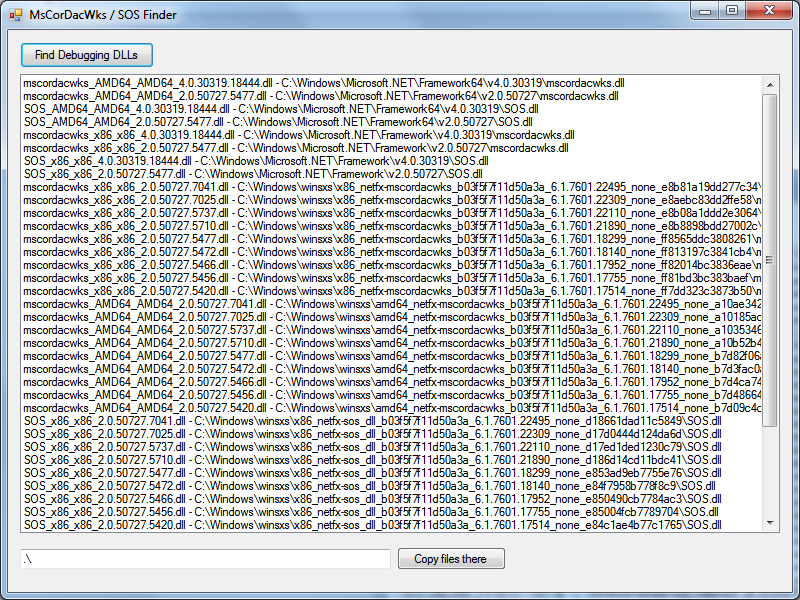 MsCorDacWks / SOS Finder
Find Debugging DLLs
mscordacwks_AMD64_AMD64_4.0.30319.18444.dll - C:\Windows\Microsoft.NET\Framework64\v4.0.30319\mscordacwks.dll
mscordacwks_AMD64_AMD64_2.0.50727.5477.dll - C:\Windows\Microsoft.NET\Framework64\v2.0.50727\mscordacwks.dll
SOS_AMD64_AMD64_4.0.30319.18444.dll - C:\Windows\Microsoft.NET\Framework64\v4.0.30319\SOS.dll
SOS_AMD64_AMD64_2.0.50727.5477.dll - C:\Windows\Microsoft.NET\Framework64\v2.0.50727\SOS.dll
mscordacwks_x86_x86_4.0.30319.18444.dll - C:\Windows\Microsoft.NET\Framework\v4.0.30319\mscordacwks.dll
mscordacwks_x86_x86_2.0.50727.5477.dll - C:\Windows\Microsoft.NET\Framework\v2.0.50727\mscordacwks.dll
SOS_x86_x86_4.0.30319.18444.dll - C:\Windows\Microsoft.NET\Framework\v4.0.30319\SOS.dll
SOS_x86_x86_2.0.50727.5477.dll - C:\Windows\Microsoft.NET\Framework\v2.0.50727\SOS.dll
mscordacwks_x86_x86_2.0.50727.7041.dll - C:\Windows\winsxs\x86_netfx-mscordacwks_b03f5f7f11d50a3a_6.1.7601.22495_none_e8b81a19dd277c34\
mscordacwks_x86_x86_2.0.50727.7025.dll - C:\Windows\winsxs\x86_netfx-mscordacwks_b03f5f7f11d50a3a_6.1.7601.22309_none_e8aebc83dd2ffe58\m
mscordacwks_x86_x86_2.0.50727.5737.dll - C:\Windows\winsxs\x86_netfx-mscordacwks_b03f5f7f11d50a3a_6.1.7601.22110_none_e8b08a1ddd2e3064\
mscordacwks_x86_x86_2.0.50727.5710.dll - C:\Windows\winsxs\x86_netfx-mscordacwks_b03f5f7f11d50a3a_6.1.7601.21890_none_e8b8898bdd27002c\
mscordacwks_x86_x86_2.0.50727.5477.dll - C:\Windows\winsxs\x86_netfx-mscordacwks_b03f5f7f11d50a3a_6.1.7601.18299_none_ff8565ddc3808261\m
mscordacwks_x86_x86_2.0.50727.5472.dll - C:\Windows\winsxs\x86_netfx-mscordacwks_b03f5f7f11d50a3a_6.1.7601.18140_none_ff813197c3841cb4\m
mscordacwks_x86_x86_2.0.50727.5466.dll - C:\Windows\winsxs\x86_netfx-mscordacwks_b03f5f7f11d50a3a_6.1.7601.17952_none_ff82014bc3836eae\m
mscordacwks_x86_x86_2.0.50727.5456.dll - C:\Windows\winsxs\x86_netfx-mscordacwks_b03f5f7f11d50a3a_6.1.7601.17755_none_ff81bd3bc383baef\m
mscordacwks_x86_x86_2.0.50727.5420.dll - C:\Windows\winsxs\x86_netfx-mscordacwks_b03f5f7f11d50a3a_6.1.7601.17514_none_ff7dd323c3873b50\m
mscordacwks_AMD64_AMD64_2.0.50727.7041.dll - C:\Windows\winsxs\amd64_netfx-mscordacwks_b03f5f7f11d50a3a_6.1.7601.22495_none_a10ae342
mscordacwks_AMD64_AMD64_2.0.50727.7025.dll - C:\Windows\winsxs\amd64_netfx-mscordacwks_b03f5f7f11d50a3a_6.1.7601.22309_none_a10185ac
mscordacwks_AMD64_AMD64_2.0.50727.5737.dll - C:\Windows\winsxs\amd64_netfx-mscordacwks_b03f5f7f11d50a3a_6.1.7601.22110_none_a1035346
mscordacwks_AMD64_AMD64_2.0.50727.5710.dll - C:\Windows\winsxs\amd64_netfx-mscordacwks_b03f5f7f11d50a3a_6.1.7601.21890_none_a10b52b4
mscordacwks_AMD64_AMD64_2.0.50727.5477.dll - C:\Windows\winsxs\amd64_netfx-mscordacwks_b03f5f7f11d50a3a_6.1.7601.18299_none_b7d82f06
mscordacwks_AMD64_AMD64_2.0.50727.5472.dll - C:\Windows\winsxs\amd64_netfx-mscordacwks_b03f5f7f11d50a3a_6.1.7601.18140_none_b7d3fac0
mscordacwks_AMD64_AMD64_2.0.50727.5466.dll - C:\Windows\winsxs\amd64_netfx-mscordacwks_b03f5f7f11d50a3a_6.1.7601.17952_none_b7d4ca74
mscordacwks_AMD64_AMD64_2.0.50727.5456.dll - C:\Windows\winsxs\amd64_netfx-mscordacwks_b03f5f7f11d50a3a_6.1.7601.17755_none_b7d48664
mscordacwks_AMD64_AMD64_2.0.50727.5420.dll - C:\Windows\winsxs\amd64_netfx-mscordacwks_b03f5f7f11d50a3a_6.1.7601.17514_none_b7d09c4c
SOS_x86_x86_2.0.50727.7041.dll - C:\Windows\winsxs\x86_netfx-sos_dll_b03f5f7f11d50a3a_6.1.7601.22495_none_d18661dad11c5849\SOS.dll
SOS_x86_x86_2.0.50727.7025.dll - C:\Windows\winsxs\x86_netfx-sos_dll_b03f5f7f11d50a3a_6.1.7601.22309_none_d17d0444d124da6d\SOS.dll
SOS_x86_x86_2.0.50727.5737.dll - C:\Windows\winsxs\x86_netfx-sos_dll_b03f5f7f11d50a3a_6.1.7601.22110_none_d17ed1ded1230c79\SOS.dll
SOS_x86_x86_2.0.50727.5710.dll - C:\Windows\winsxs\x86_netfx-sos_dll_b03f5f7f11d50a3a_6.1.7601.21890_none_d186d14cd11bdc41\SOS.dll
SOS_x86_x86_2.0.50727.5477.dll - C:\Windows\winsxs\x86_netfx-sos_dll_b03f5f7f11d50a3a_6.1.7601.18299_none_e853ad9eb7755e76\SOS.dll
SOS_x86_x86_2.0.50727.5472.dll - C:\Windows\winsxs\x86_netfx-sos_dll_b03f5f7f11d50a3a_6.1.7601.18140_none_e84f7958b778f8c9\SOS.dll
SOS_x86_x86_2.0.50727.5466.dll - C:\Windows\winsxs\x86_netfx-sos_dll_b03f5f7f11d50a3a_6.1.7601.17952_none_e850490cb7784ac3\SOS.dll
SOS_x86_x86_2.0.50727.5456.dll - C:\Windows\winsxs\x86_netfx-sos_dll_b03f5f7f11d50a3a_6.1.7601.17755_none_e85004fcb7789704\SOS.dll
SOS_x86_x86_2.0.50727.5420.dll - C:\Windows\winsxs\x86_netfx-sos_dll_b03f5f7f11d50a3a_6.1.7601.17514_none_e84c1ae4b77c1765\SOS.dll
.\
Copy files there